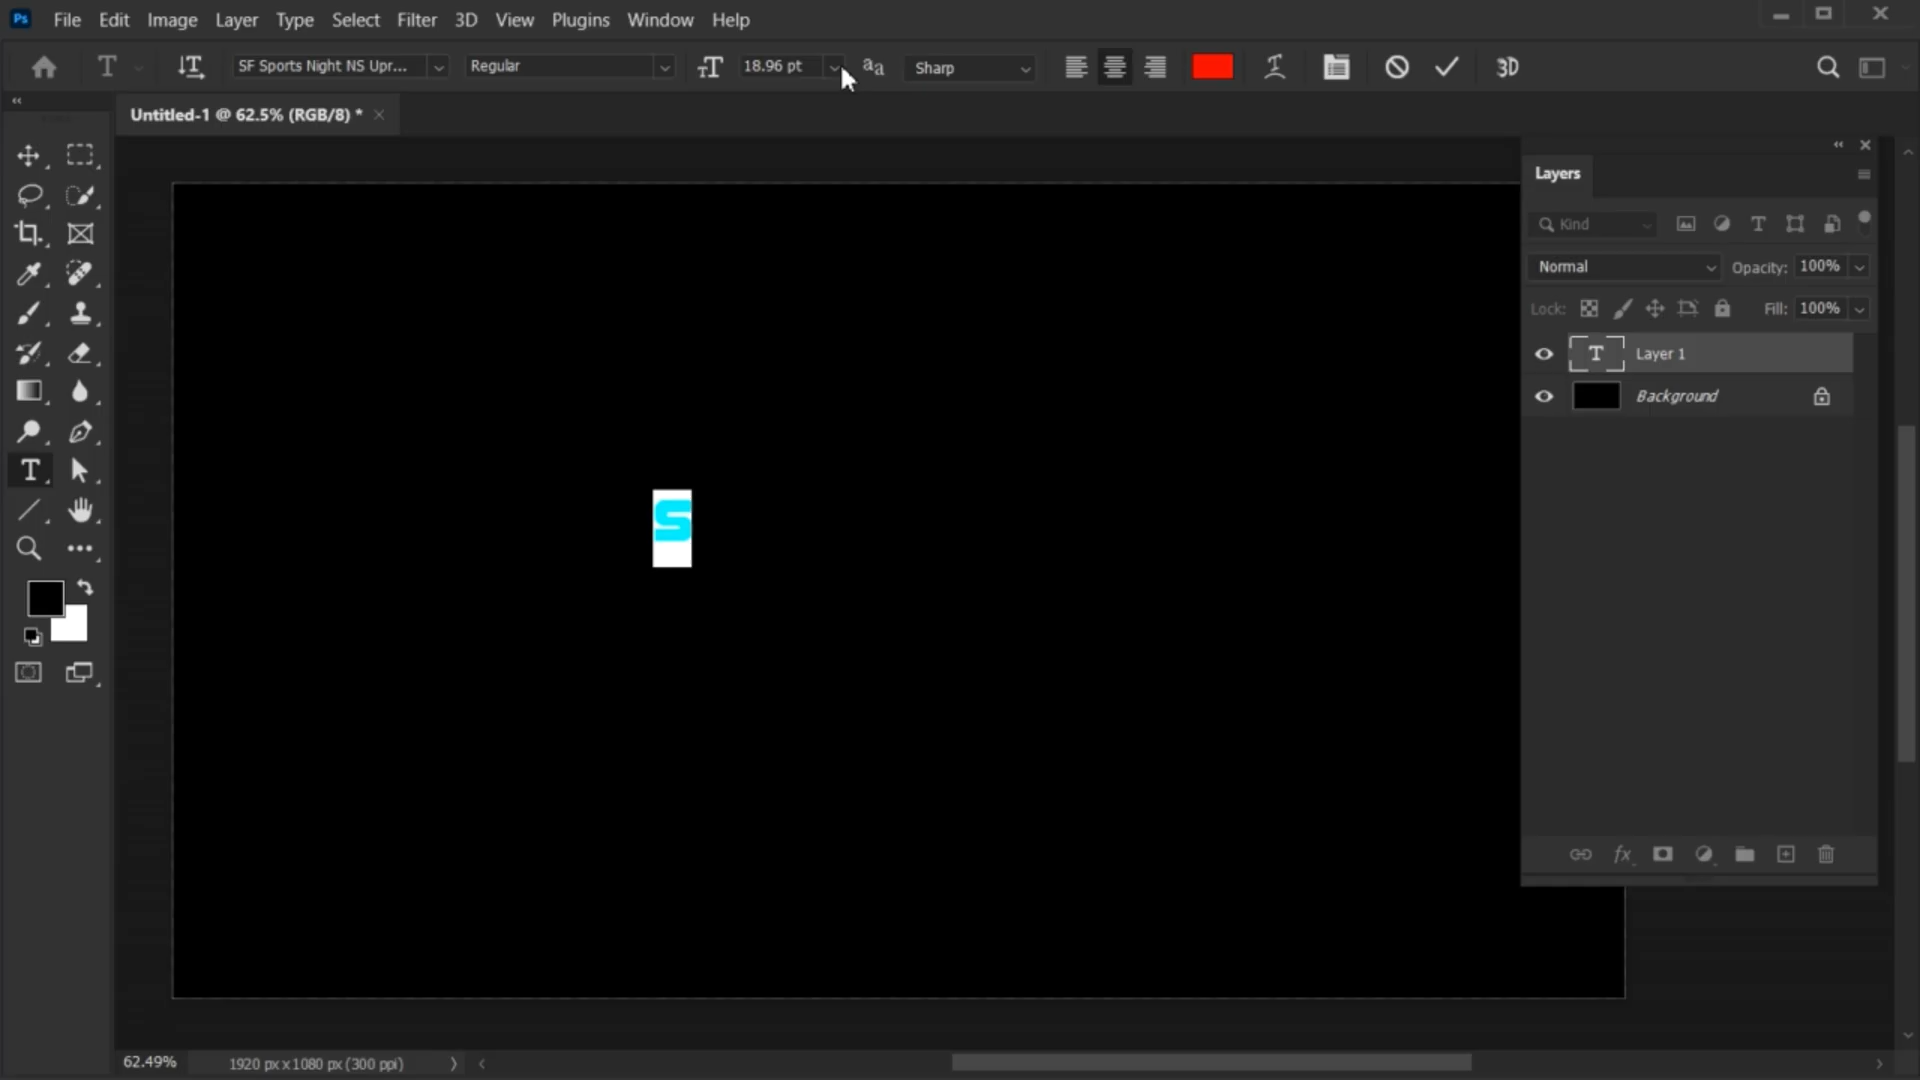 Ps File Edit Image Layer Type Select Filter 3D View Plugins Window Help
SF Sports Night NS Upr... Regular 18.96 pt Sharp 3D
Untitled-1 @ 62.5% (RGB/8) *
Layers
Kind
Normal Opacity: 100%
Lock: Fill: 100%
Layer 1
Background
S
fx
62.49% 1920 px x 1080 px (300 ppi)